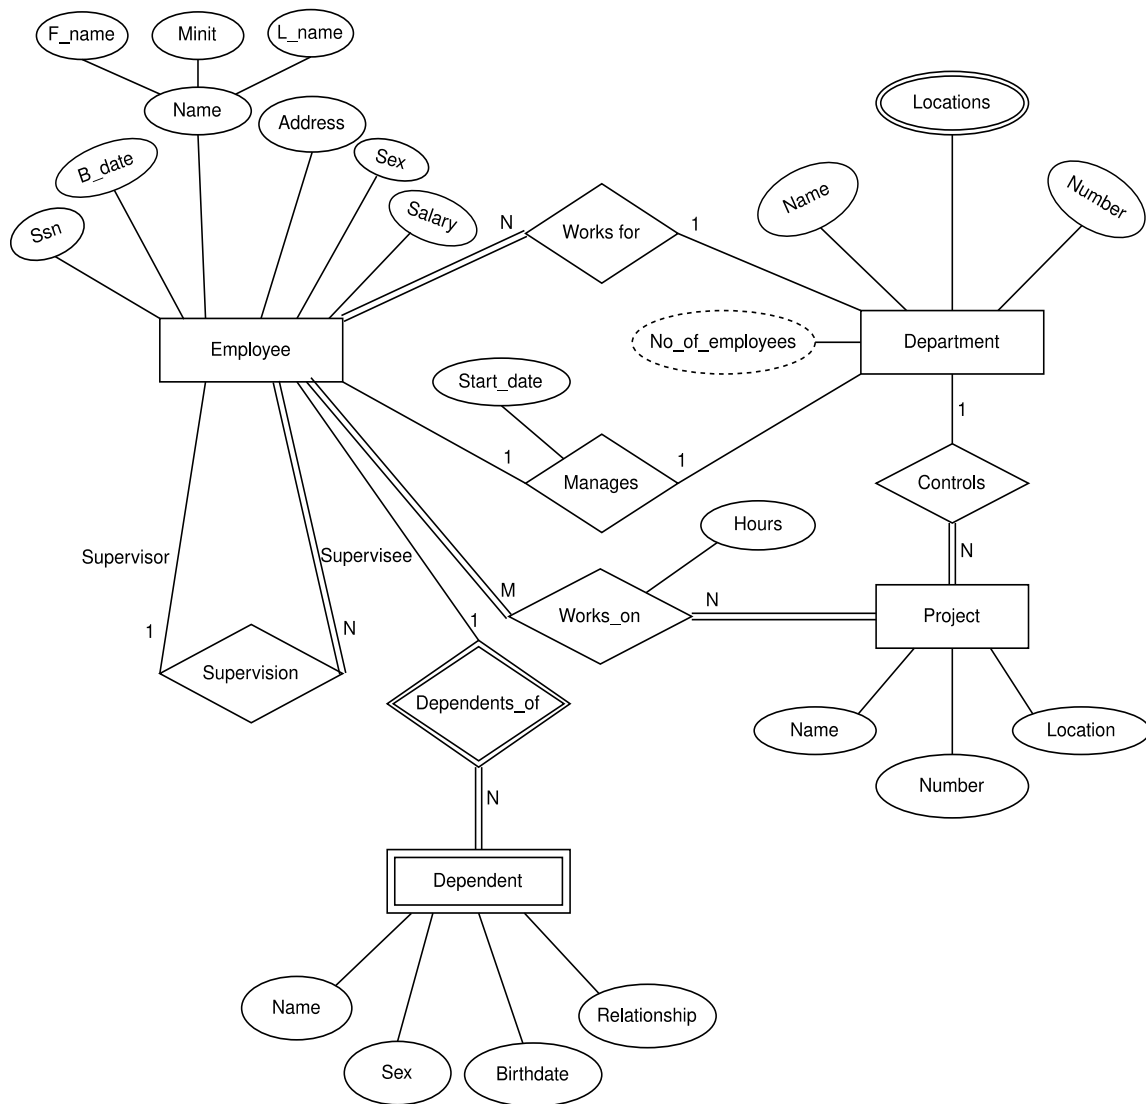 F_name
Minit
L_name
Name
Address
Sex
B_date
Salary
Ssn
Employee
N
Works for
1
Locations
Name
Number
No_of_employees
Department
Start_date
1
Manages
1
1
Controls
N
Hours
Supervisor
Supervisee
M
Works_on
N
Project
1
N
Supervision
1
Dependents_of
N
Name
Number
Location
Dependent
Name
Sex
Birthdate
Relationship